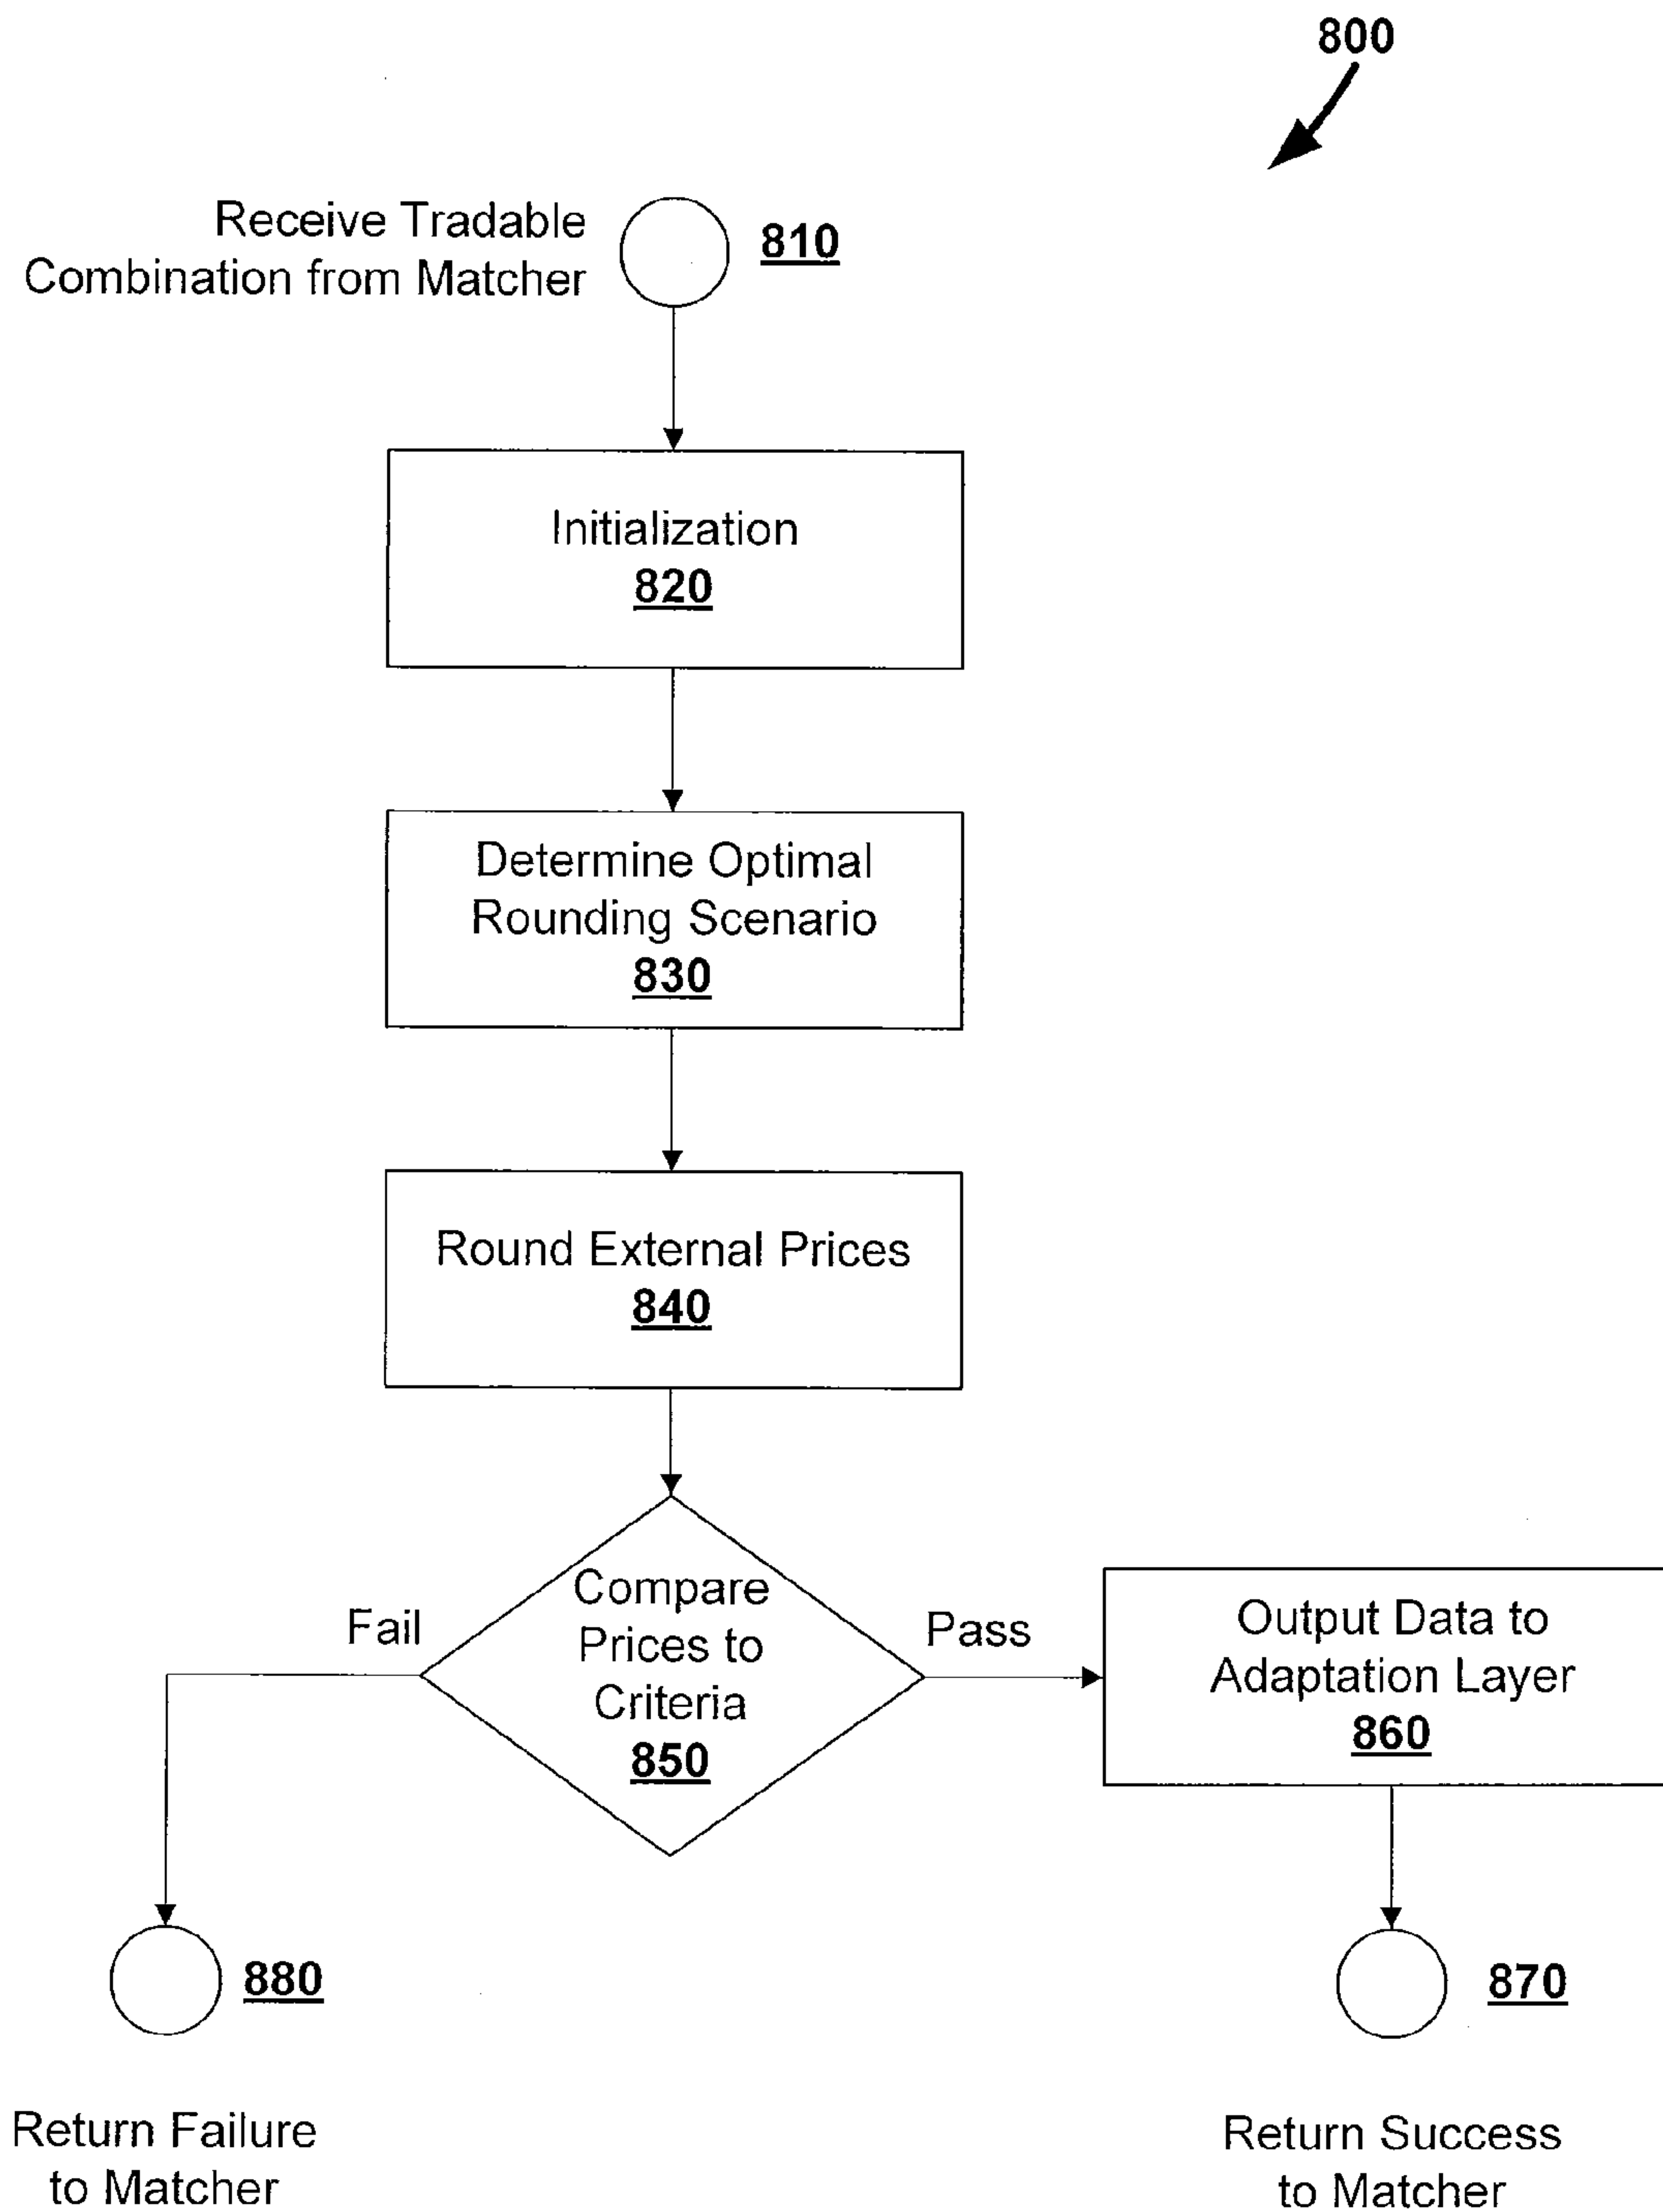 800
Receive Tradable
Combination from Matcher
810
Initialization
820
Determine Optimal
Rounding Scenario
830
Round External Prices
840
Compare
Prices to
Criteria
850
Fail
Pass
Output Data to
Adaptation Layer
860
880
870
Return Failure
to Matcher
Return Success
to Matcher